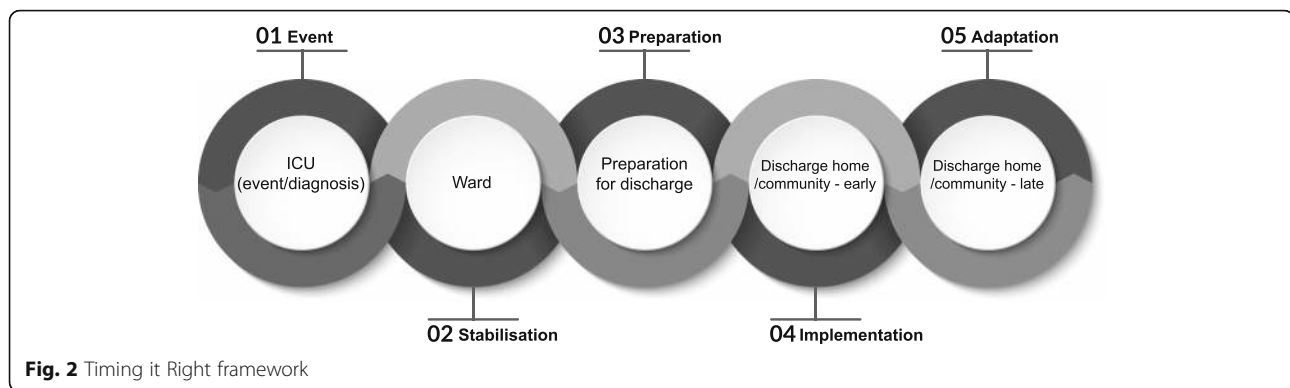 01 Event
03 Preparation
05 Adaptation
ICU
(event/diagnosis)
Ward
Preparation
for discharge
Discharge home
/community - early
Discharge home
/community - late
02 Stabilisation
04 Implementation
Fig. 2 Timing it Right framework